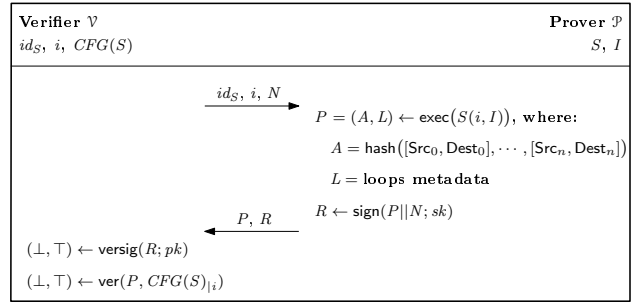 Verifier 𝒱 Prover 𝒫
id_S, i, CFG(S) S, I
id_S, i, N
P = (A, L) ← exec(S(i, I)), where:
A = hash([Src_0, Dest_0], ··· , [Src_n, Dest_n])
L = loops metadata
R ← sign(P||N; sk)
P, R
(⊥, ⊤) ← versig(R; pk)
(⊥, ⊤) ← ver(P, CFG(S)_{|i})